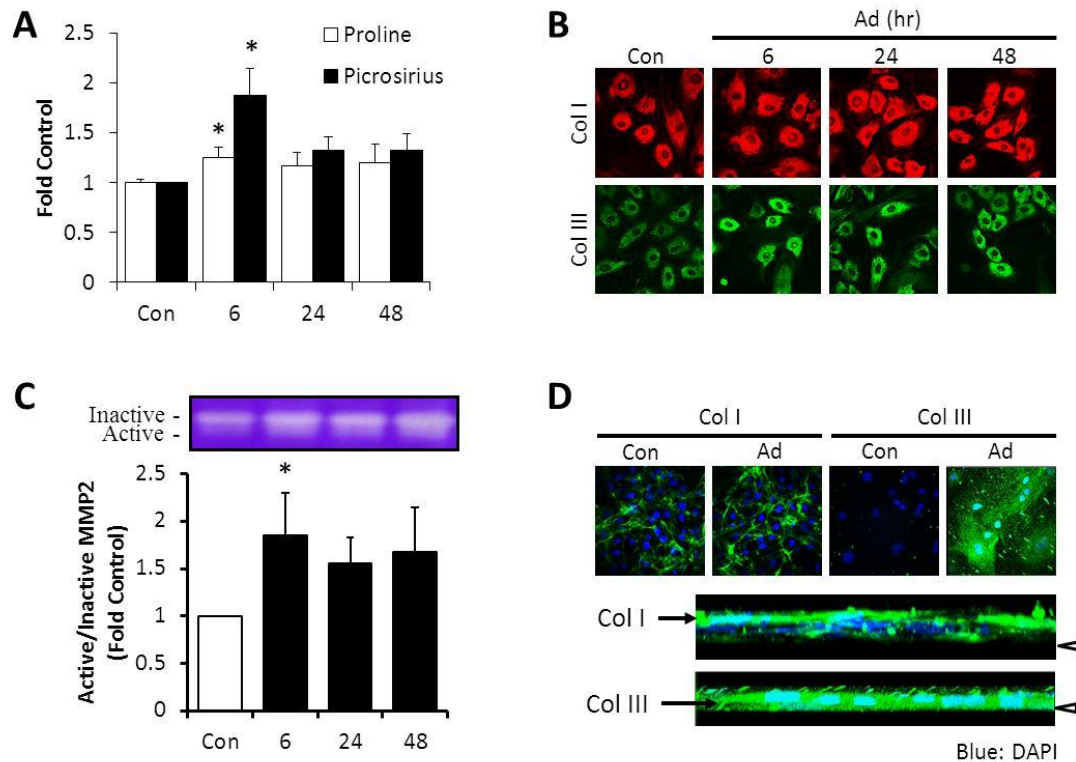 A
2.5
2
1.5
1
0.5
0
Fold Control
* *
Proline
Picrosirius
Con 6 24 48
B
Ad (hr)
Con 6 24 48
Col I
Col III
C
Inactive -
Active -
2.5
2
1.5
1
0.5
0
Active/Inactive MMP2
(Fold Control)
*
Con 6 24 48
D
Col I Col III
Con Ad Con Ad
Col I
Col III
Blue: DAPI